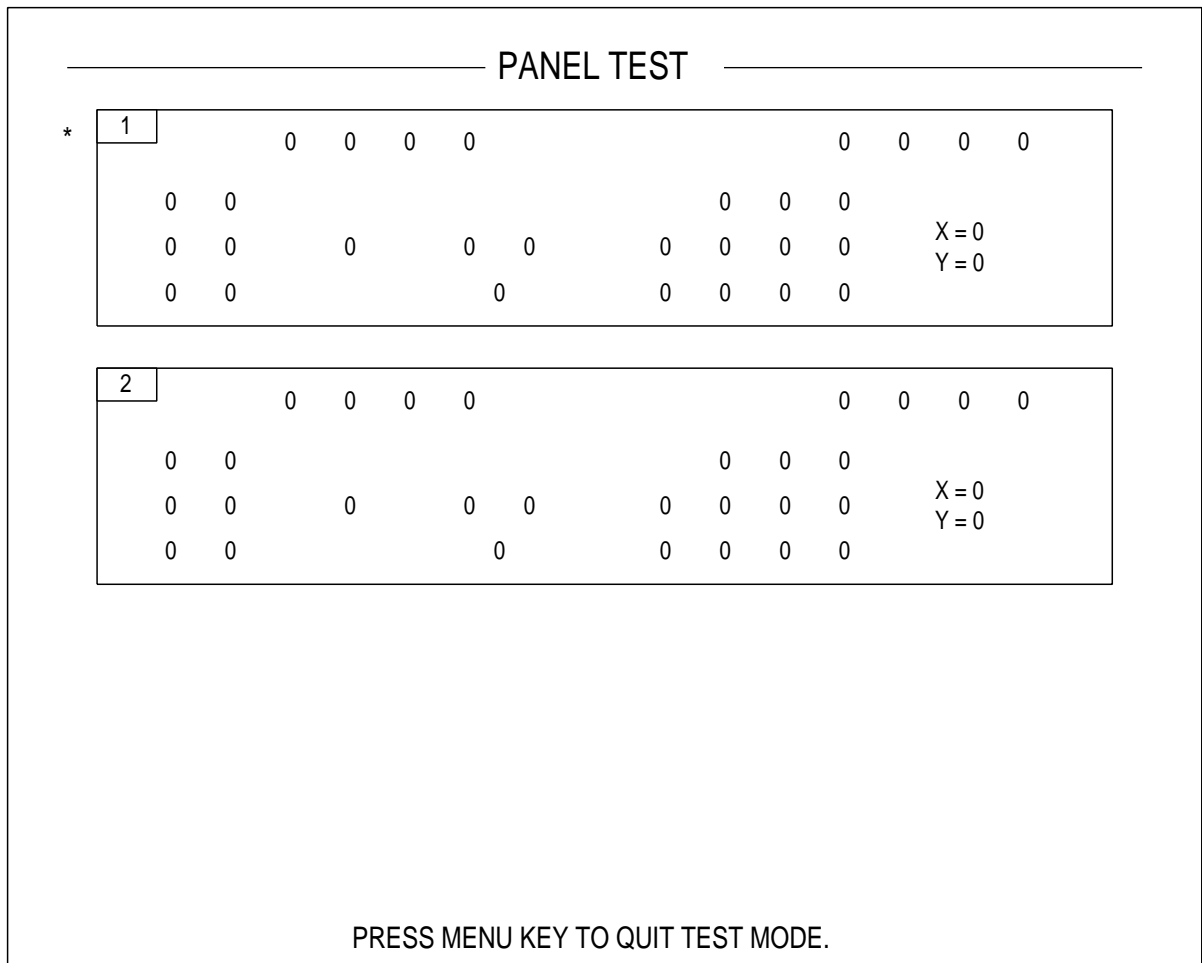 PANEL TEST
* 1
0 0 0 0 0 0 0 0
0 0 0 0 0
X = 0
0 0 0 0 0 0 0 0 0
Y = 0
0 0 0 0 0 0 0
2
0 0 0 0 0 0 0 0
0 0 0 0 0
X = 0
0 0 0 0 0 0 0 0 0
Y = 0
0 0 0 0 0 0 0
PRESS MENU KEY TO QUIT TEST MODE.